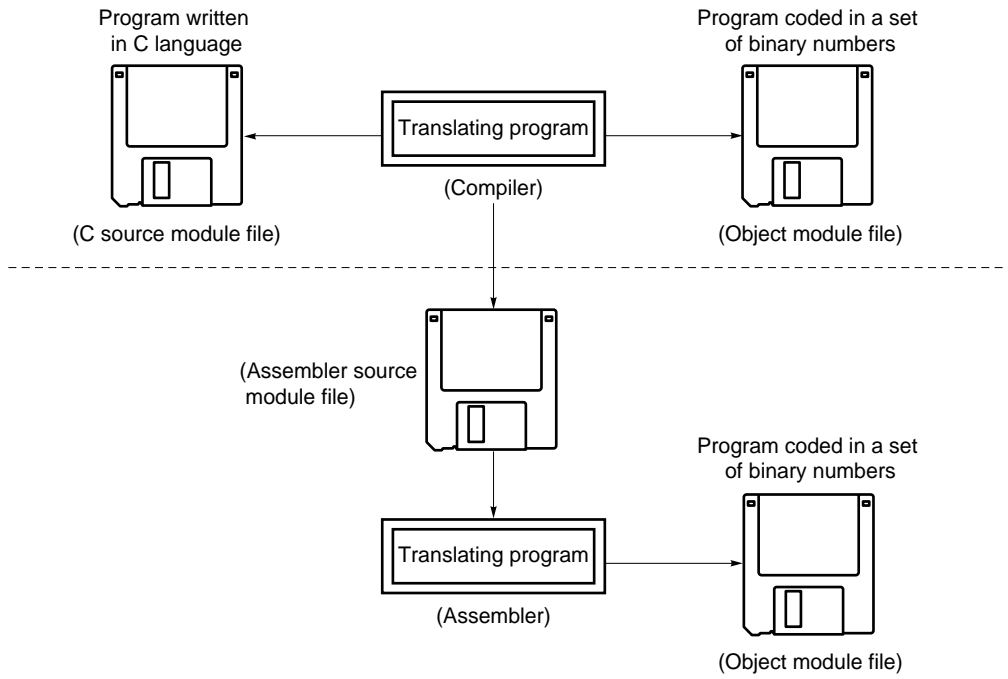 Program written
in C language
Program coded in a set
of binary numbers
Translating program
(Compiler)
(C source module file)
(Object module file)
(Assembler source
module file)
Program coded in a set
of binary numbers
Translating program
(Assembler)
(Object module file)